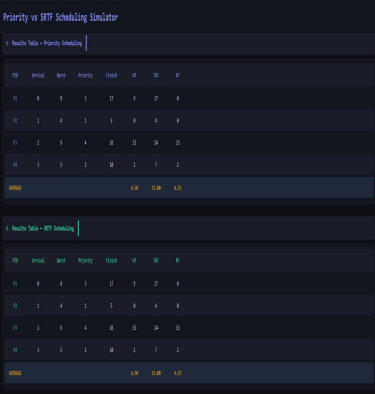 Priority vs SRTF Scheduling Simulator
Results Table – Priority Scheduling
PID Arrival Burst Priority Finish WT TAT RT
P1 0 8 3 17 9 17 0
P2 1 4 1 5 0 4 0
P3 2 9 4 26 15 24 15
P4 3 5 2 10 2 7 2
AVERAGE 6.50 13.00 4.25
Results Table – SRTF Scheduling
PID Arrival Burst Priority Finish WT TAT RT
P1 0 8 3 17 9 17 0
P2 1 4 1 5 0 4 0
P3 2 9 4 26 15 24 15
P4 3 5 2 10 2 7 2
AVERAGE 6.50 13.00 4.25